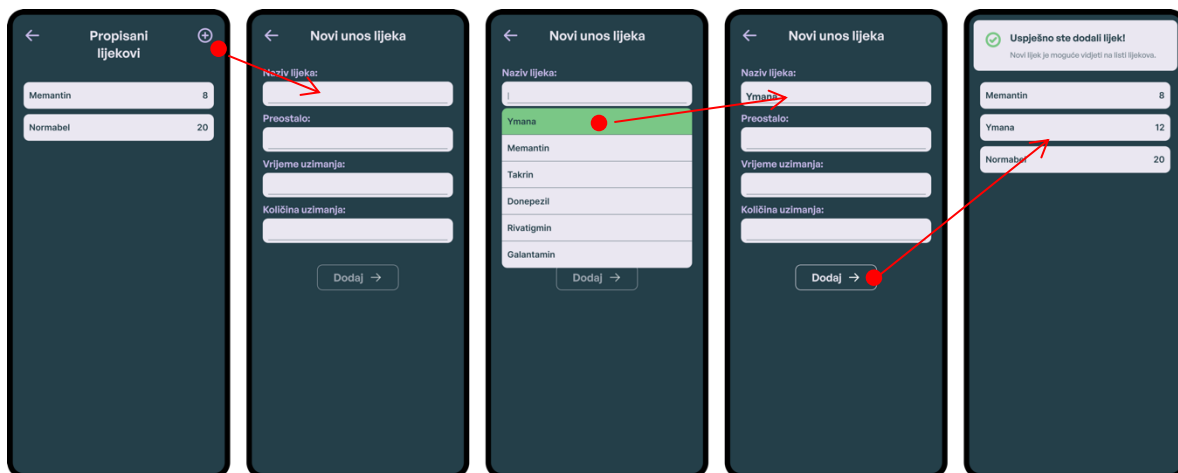 Propisani
lijekovi
Memantin 8
Normabel 20
Novi unos lijeka
Naziv lijeka:
Preostalo:
Vrijeme uzimanja:
Količina uzimanja:
Dodaj →
Novi unos lijeka
Naziv lijeka:
Ymana
Memantin
Takrin
Donepezil
Rivatigmin
Galantamin
Dodaj →
Novi unos lijeka
Naziv lijeka:
Ymana
Preostalo:
Vrijeme uzimanja:
Količina uzimanja:
Dodaj →
Uspješno ste dodali lijek!
Novi lijek je moguće vidjeti na listi lijekova.
Memantin 8
Ymana 12
Normabel 20